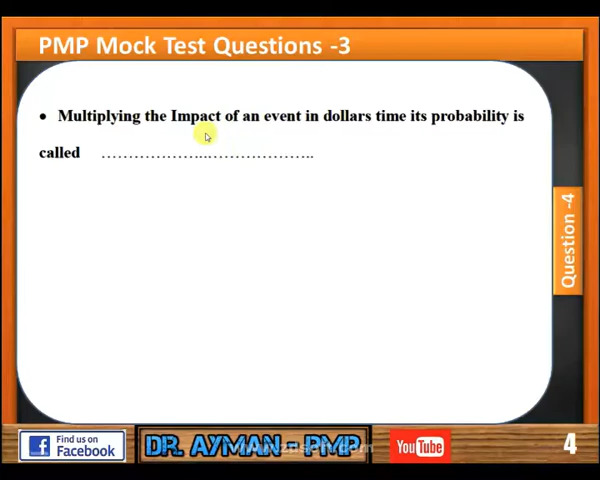 PMP Mock Test Questions -3
• Multiplying the Impact of an event in dollars time its probability is
called ……………………………………..
Question -4
Find us on
Facebook
DR. AYMAN - PMP
YouTube
4